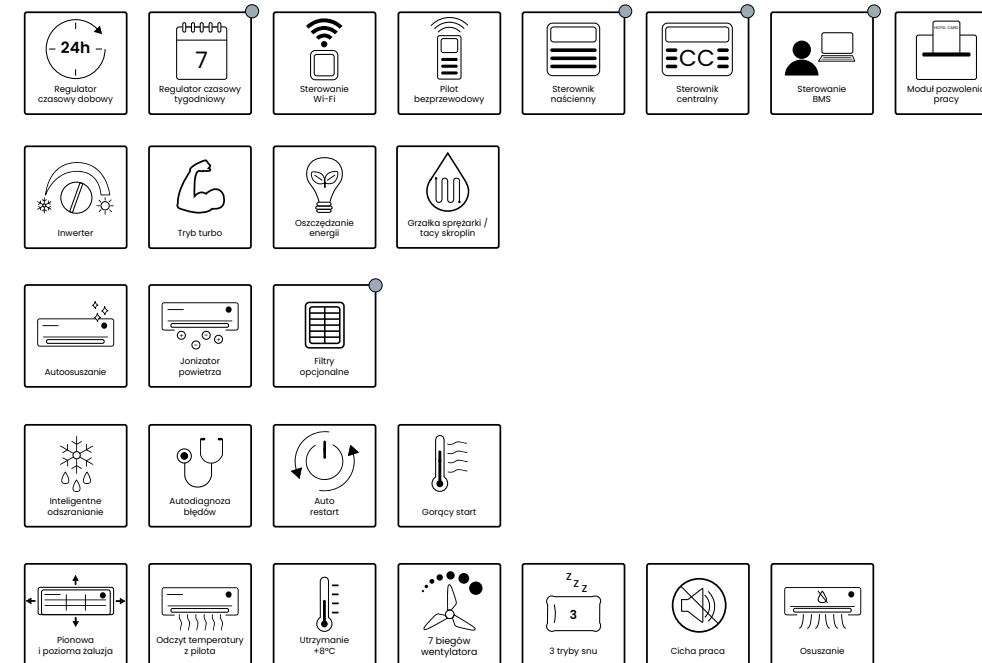 24h
Regulator
czasowy dobowy
7
Regulator czasowy
tygodniowy
Sterowanie
Wi-Fi
Pilot
bezprzewodowy
Sterownik
naścienny
CC
Sterownik
centralny
Sterowanie
BMS
HOTEL CARD
Moduł pozwolenia
pracy
Inwerter
Tryb turbo
Oszczędzanie
energii
Grzałka sprężarki /
tacy skroplin
Autoosuszanie
Jonizator
powietrza
Filtry
opcjonalne
Inteligentne
odszranianie
Autodiagnoza
błędów
Auto
restart
Gorący start
Pionowa
i pozioma żaluzja
Odczyt temperatury
z pilota
Utrzymanie
+8°C
7 biegów
wentylatora
Z Z Z
3
3 tryby snu
Cicha praca
Osuszanie